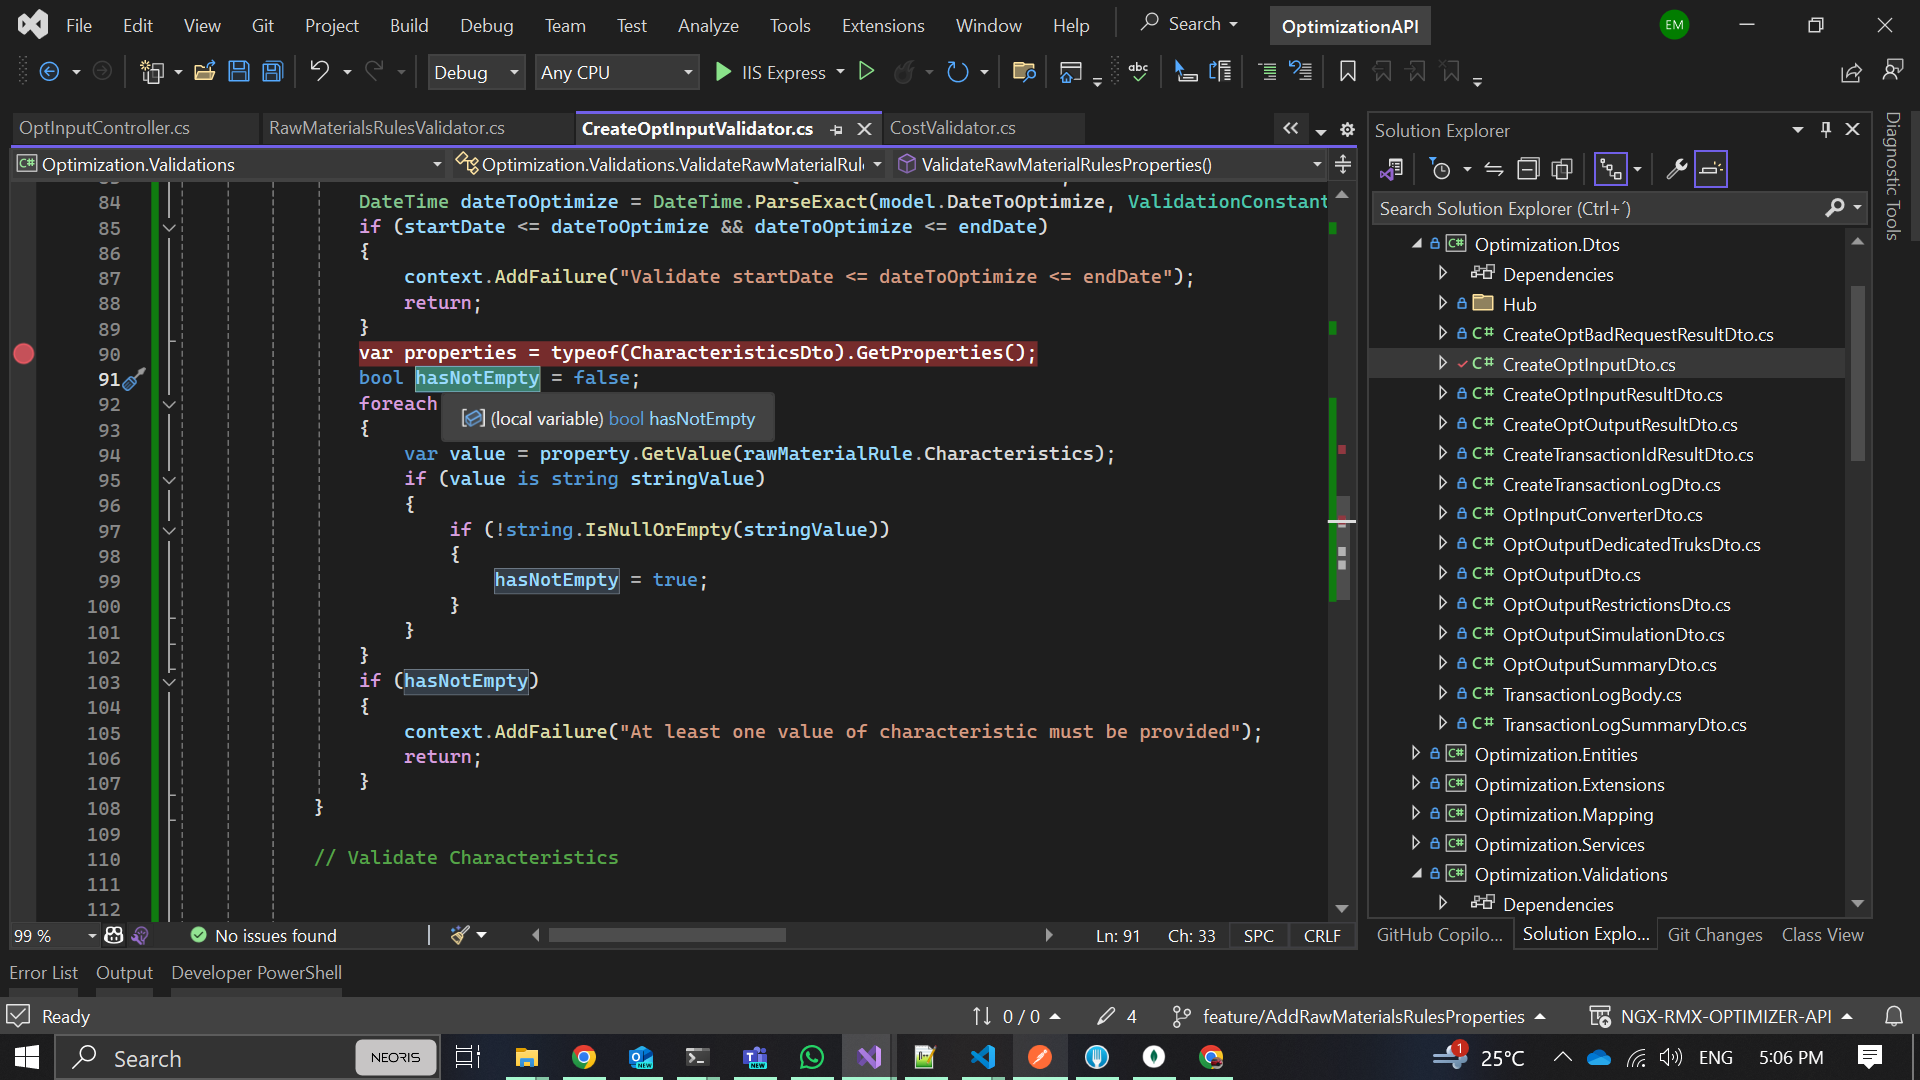 File Edit View Git Project Build Debug Team Test Analyze Tools Extensions Window Help Search OptimizationAPI EM
Debug Any CPU IIS Express
OptInputController.cs RawMaterialsRulesValidator.cs CreateOptInputValidator.cs CostValidator.cs
C# Optimization.Validations Optimization.Validations.ValidateRawMaterialRul ValidateRawMaterialRulesProperties()
84 DateTime dateToOptimize = DateTime.ParseExact(model.DateToOptimize, ValidationConstant
85 if (startDate <= dateToOptimize && dateToOptimize <= endDate)
86 {
87 context.AddFailure("Validate startDate <= dateToOptimize <= endDate");
88 return;
89 }
90 var properties = typeof(CharacteristicsDto).GetProperties();
91 bool hasNotEmpty = false;
92 foreach
(local variable) bool hasNotEmpty
93 {
94 var value = property.GetValue(rawMaterialRule.Characteristics);
95 if (value is string stringValue)
96 {
97 if (!string.IsNullOrEmpty(stringValue))
98 {
99 hasNotEmpty = true;
100 }
101 }
102 }
103 if (hasNotEmpty)
104 {
105 context.AddFailure("At least one value of characteristic must be provided");
106 return;
107 }
108 }
109
110 // Validate Characteristics
111
112
99 % No issues found Ln: 91 Ch: 33 SPC CRLF
Solution Explorer
Search Solution Explorer (Ctrl+´)
C# Optimization.Dtos
Dependencies
Hub
C# CreateOptBadRequestResultDto.cs
C# CreateOptInputDto.cs
C# CreateOptInputResultDto.cs
C# CreateOptOutputResultDto.cs
C# CreateTransactionIdResultDto.cs
C# CreateTransactionLogDto.cs
C# OptInputConverterDto.cs
C# OptOutputDedicatedTruksDto.cs
C# OptOutputDto.cs
C# OptOutputRestrictionsDto.cs
C# OptOutputSimulationDto.cs
C# OptOutputSummaryDto.cs
C# TransactionLogBody.cs
C# TransactionLogSummaryDto.cs
C# Optimization.Entities
C# Optimization.Extensions
C# Optimization.Mapping
C# Optimization.Services
C# Optimization.Validations
Dependencies
GitHub Copilo... Solution Explo... Git Changes Class View
Diagnostic Tools
Error List Output Developer PowerShell
Ready 0 / 0 4 feature/AddRawMaterialsRulesProperties NGX-RMX-OPTIMIZER-API
Search NEORIS 1 25°C ENG 5:06 PM